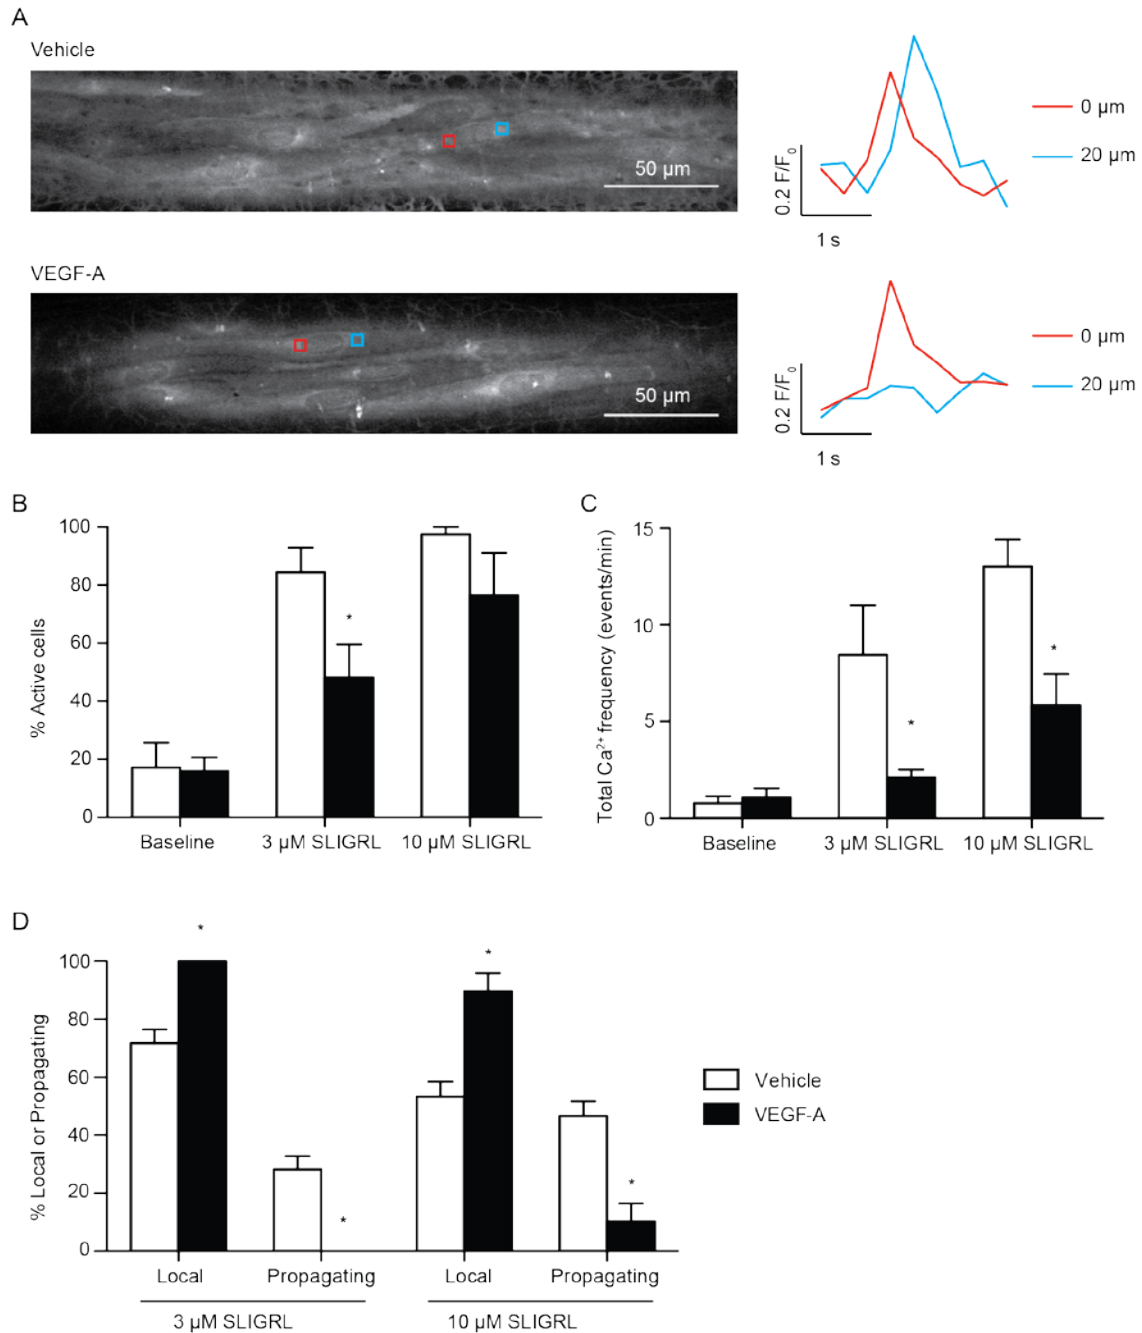 A
Vehicle
50 µm
0.2 F/F0
1 s
0 µm
20 µm
VEGF-A
50 µm
0.2 F/F0
1 s
0 µm
20 µm
B
% Active cells
100
80
60
40
20
0
*
Baseline
3 µM SLIGRL
10 µM SLIGRL
C
Total Ca²⁺ frequency (events/min)
15
10
5
0
*
*
Baseline
3 µM SLIGRL
10 µM SLIGRL
D
% Local or Propagating
100
80
60
40
20
0
*
*
*
*
Local
Propagating
Local
Propagating
3 µM SLIGRL
10 µM SLIGRL
Vehicle
VEGF-A